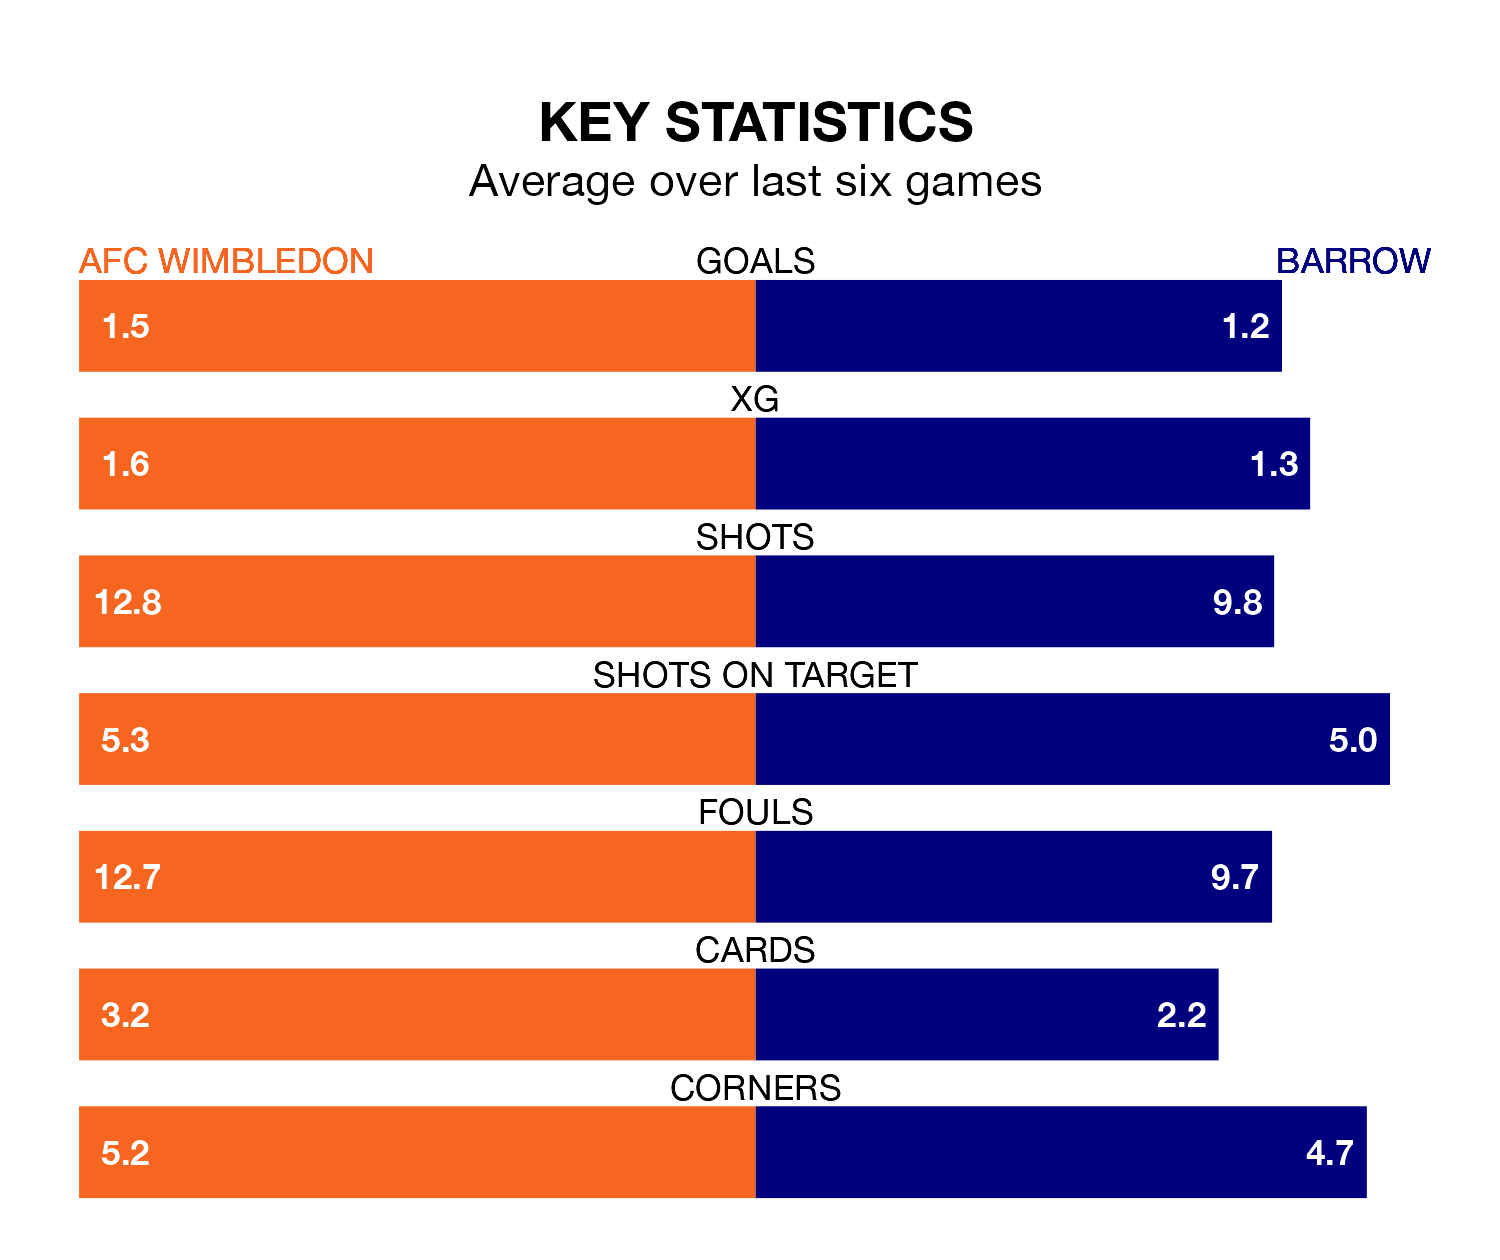 KEY STATISTICS
Average over last six games
AFC WIMBLEDON GOALS BARROW
1.5 1.2
XG
1.6 1.3
SHOTS
12.8 9.8
SHOTS ON TARGET
5.3 5.0
FOULS
12.7 9.7
CARDS
3.2 2.2
CORNERS
5.2 4.7